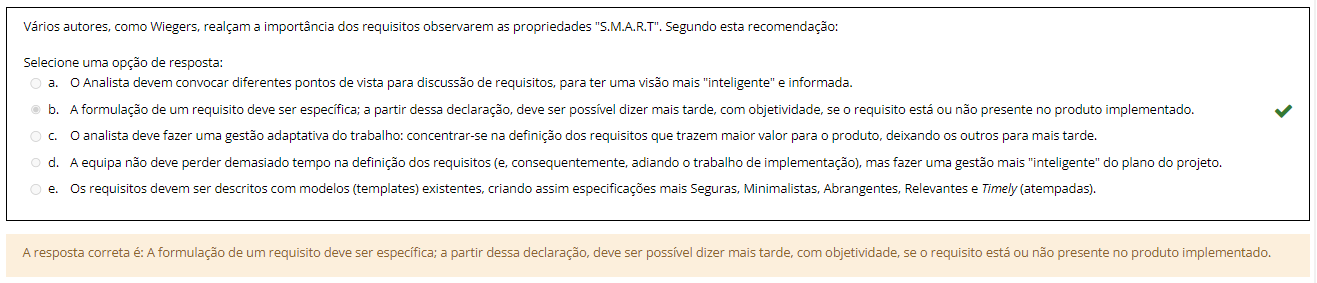 Vários autores, como Wiegers, realçam a importância dos requisitos observarem as propriedades "S.M.A.R.T". Segundo esta recomendação:
Selecione uma opção de resposta:
a. O Analista devem convocar diferentes pontos de vista para discussão de requisitos, para ter uma visão mais "inteligente" e informada.
b. A formulação de um requisito deve ser específica; a partir dessa declaração, deve ser possível dizer mais tarde, com objetividade, se o requisito está ou não presente no produto implementado.
c. O analista deve fazer uma gestão adaptativa do trabalho: concentrar-se na definição dos requisitos que trazem maior valor para o produto, deixando os outros para mais tarde.
d. A equipa não deve perder demasiado tempo na definição dos requisitos (e, consequentemente, adiando o trabalho de implementação), mas fazer uma gestão mais "inteligente" do plano do projeto.
e. Os requisitos devem ser descritos com modelos (templates) existentes, criando assim especificações mais Seguras, Minimalistas, Abrangentes, Relevantes e Timely (atempadas).
A resposta correta é: A formulação de um requisito deve ser específica; a partir dessa declaração, deve ser possível dizer mais tarde, com objetividade, se o requisito está ou não presente no produto implementado.